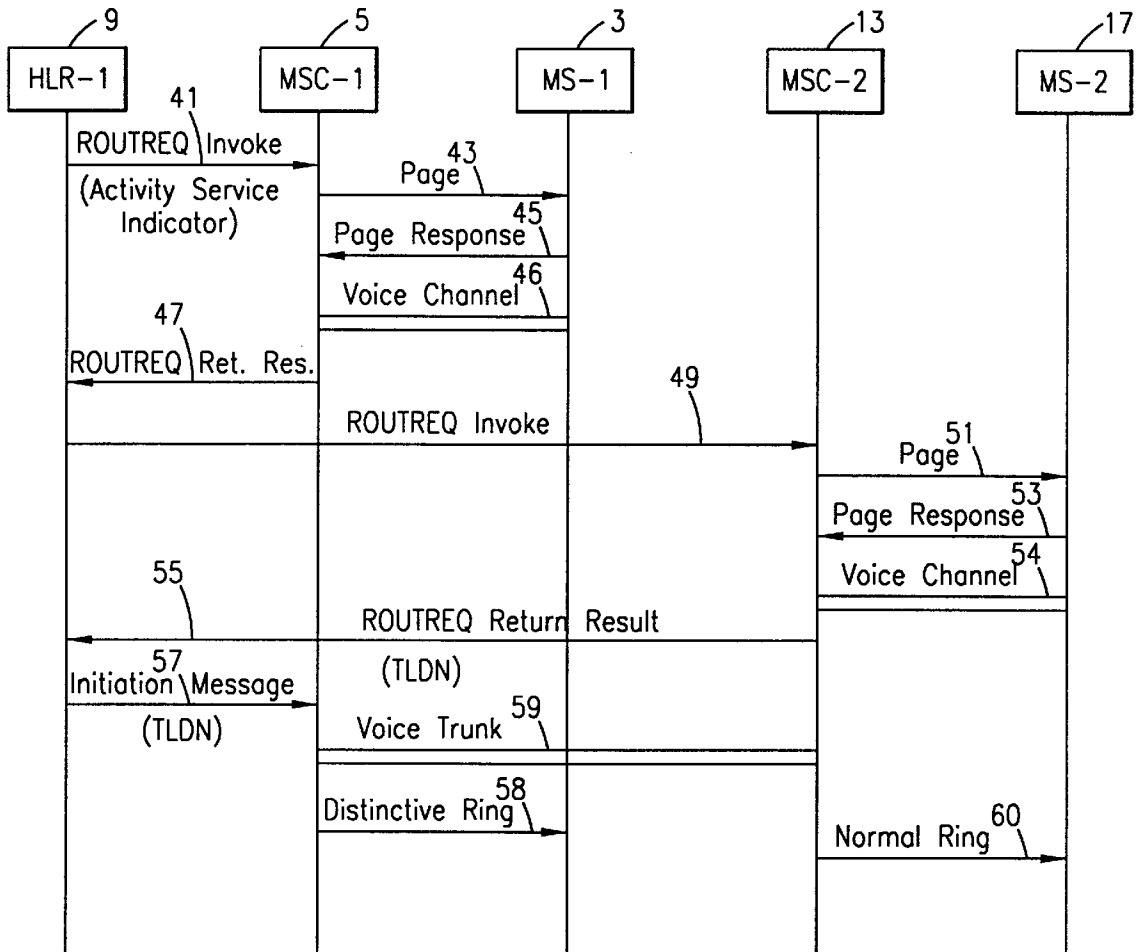 9 5 3 13 17
HLR-1 MSC-1 MS-1 MSC-2 MS-2
41
ROUTREQ Invoke
(Activity Service
Indicator)
43
Page
45
Page Response
46
Voice Channel
47
ROUTREQ Ret. Res.
49
ROUTREQ Invoke
51
Page
53
Page Response
54
Voice Channel
55
ROUTREQ Return Result
(TLDN)
57
Initiation Message
(TLDN)
59
Voice Trunk
58
Distinctive Ring
60
Normal Ring